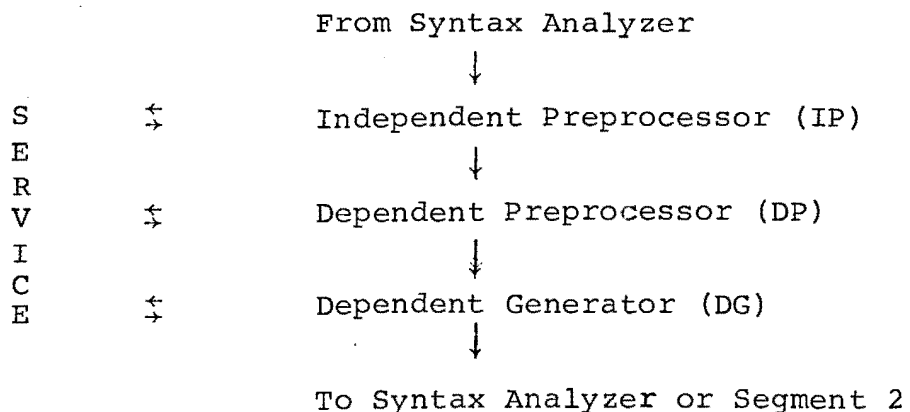 From Syntax Analyzer
↓
S ⇆ Independent Preprocessor (IP)
E
↓
R
V ⇆ Dependent Preprocessor (DP)
I
↓
C
E ⇆ Dependent Generator (DG)
↓
To Syntax Analyzer or Segment 2